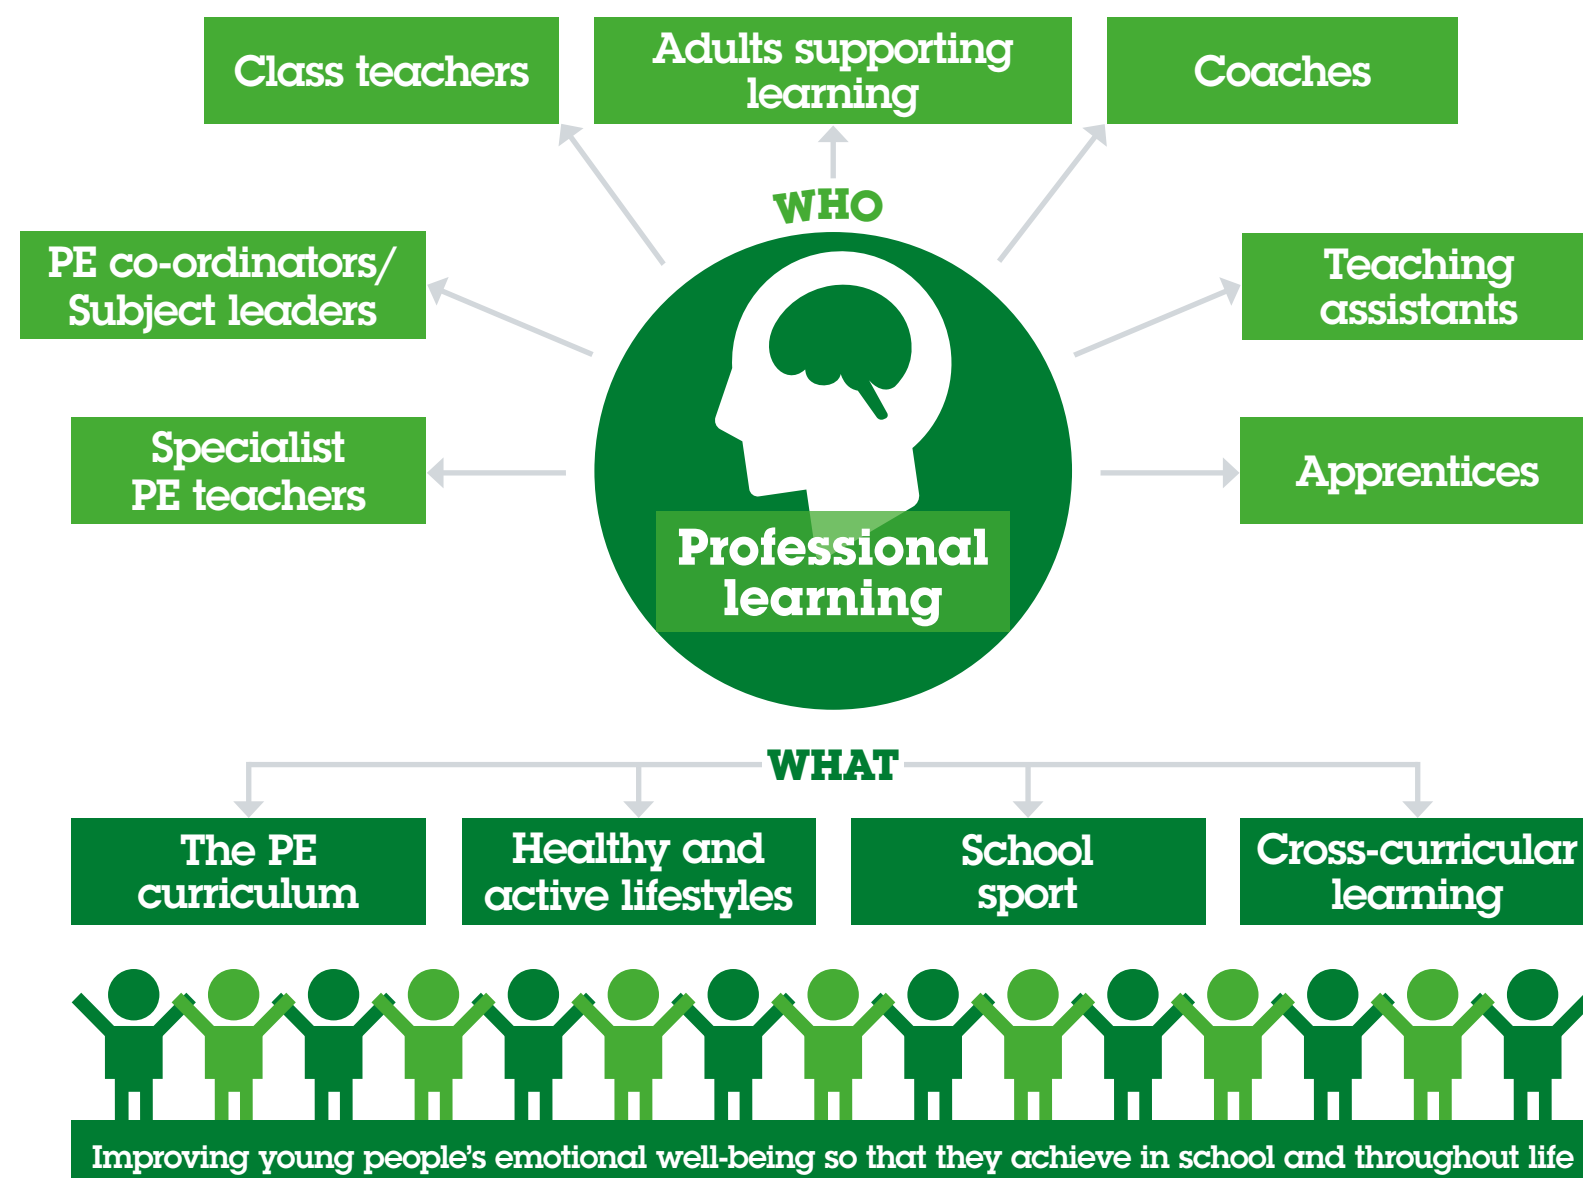 Class teachers
Adults supporting
learning
Coaches
WHO
PE co-ordinators/
Subject leaders
Teaching
assistants
Specialist
PE teachers
Apprentices
Professional
learning
WHAT
The PE
curriculum
Healthy and
active lifestyles
School
sport
Cross-curricular
learning
Improving young people's emotional well-being so that they achieve in school and throughout life